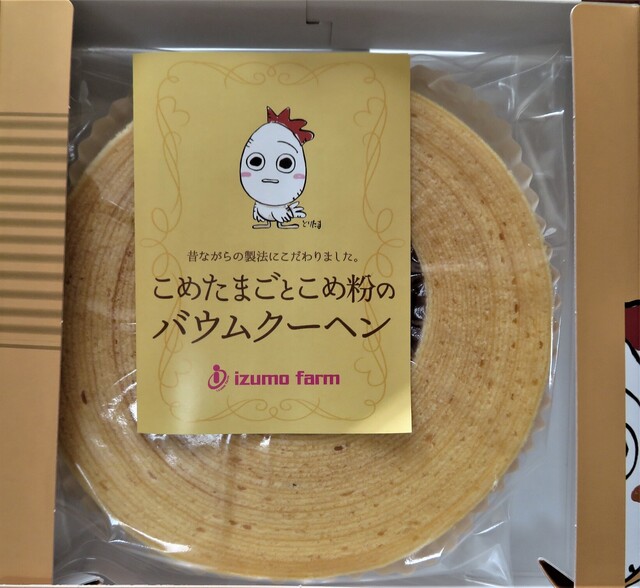 とりたま
昔ながらの製法にこだわりました。
こめたまごとこめ粉の
バウムクーヘン
izumo farm